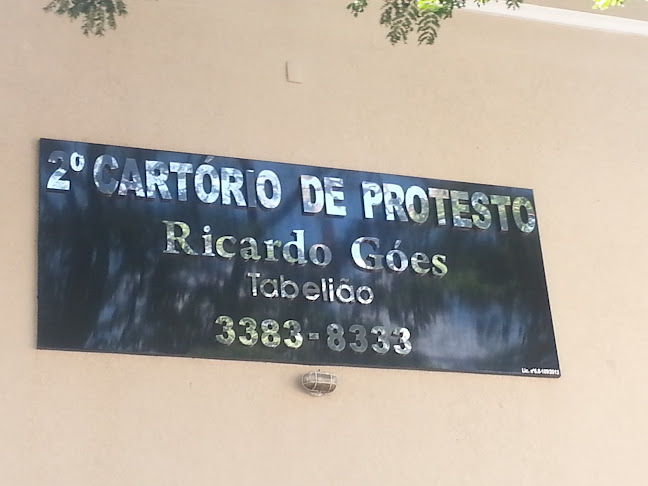 2º CARTÓRIO DE PROTESTO
Ricardo Góes
Tabelião
3383-8333